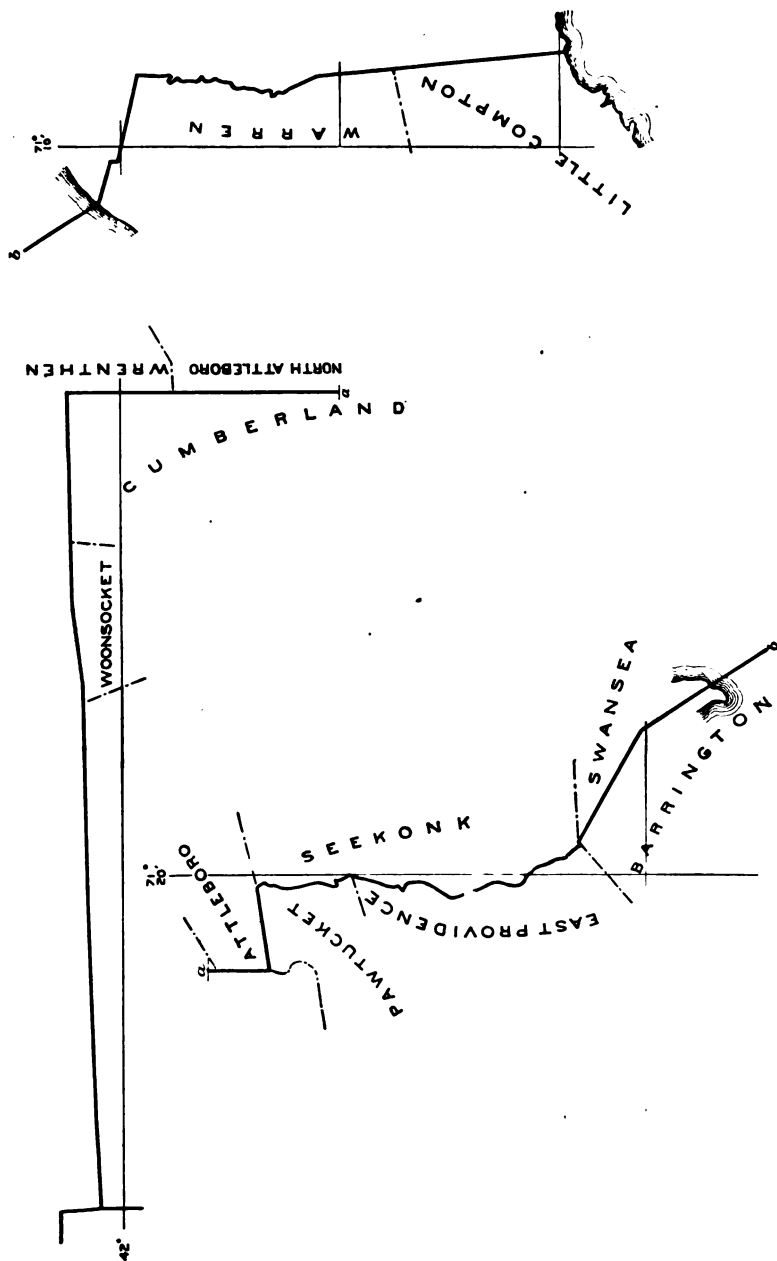 71°
10'
b
WARREN
LITTLE COMPTON
WRENTHEN
NORTH ATTLEBORO
a
CUMBERLAND
WOONSOCKET
42°
71°
20'
ATTLEBORO
a
SEEKONK
PAWTUCKET
EAST PROVIDENCE
SWANSEA
BARRINGTON
b